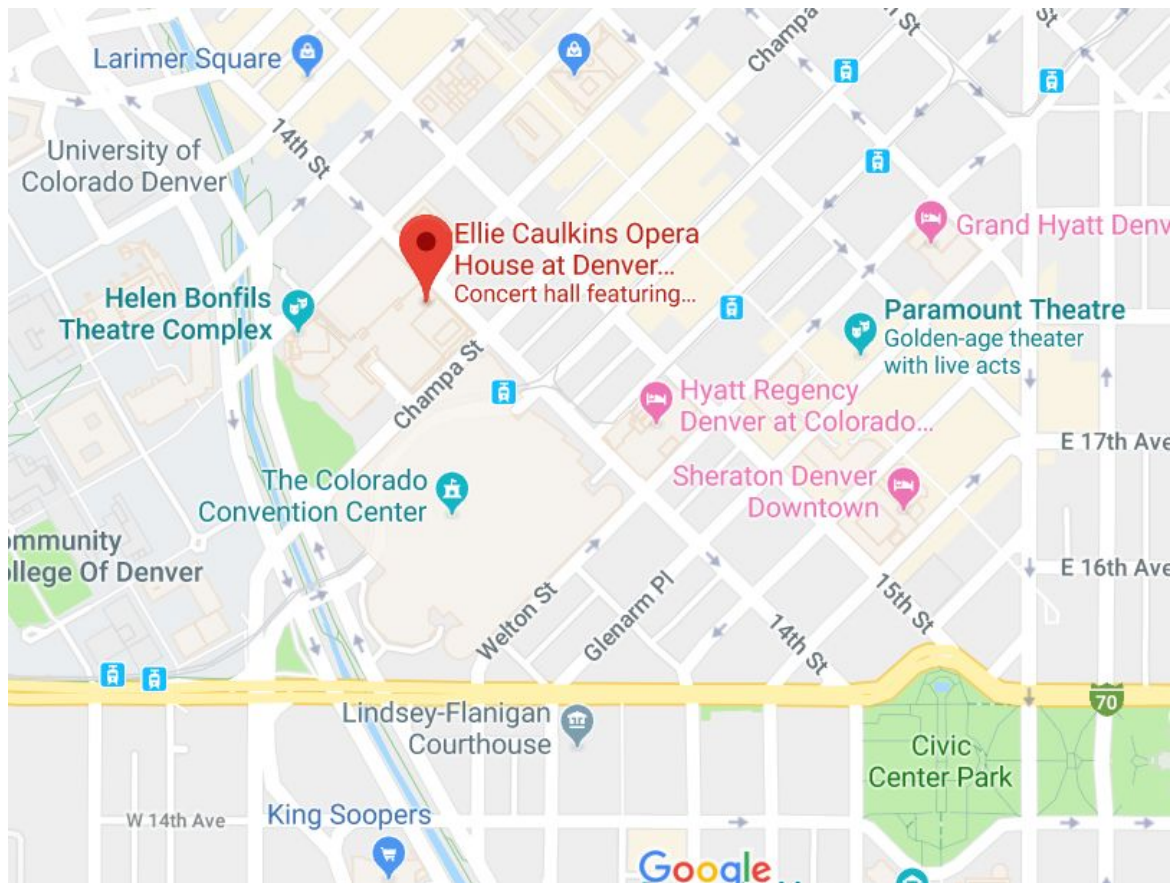 Larimer Square
Champa
St
St
14th St
University of
Colorado Denver
Ellie Caulkins Opera
House at Denver...
Concert hall featuring...
Grand Hyatt Denv
Helen Bonfils
Theatre Complex
Paramount Theatre
Golden-age theater
with live acts
Champa St
Hyatt Regency
Denver at Colorado...
E 17th Ave
The Colorado
Convention Center
Sheraton Denver
Downtown
ommunity
ollege Of Denver
E 16th Ave
15th St
Welton St
Glenarm Pl
14th St
70
Lindsey-Flanigan
Courthouse
Civic
Center Park
W 14th Ave
King Soopers
Google